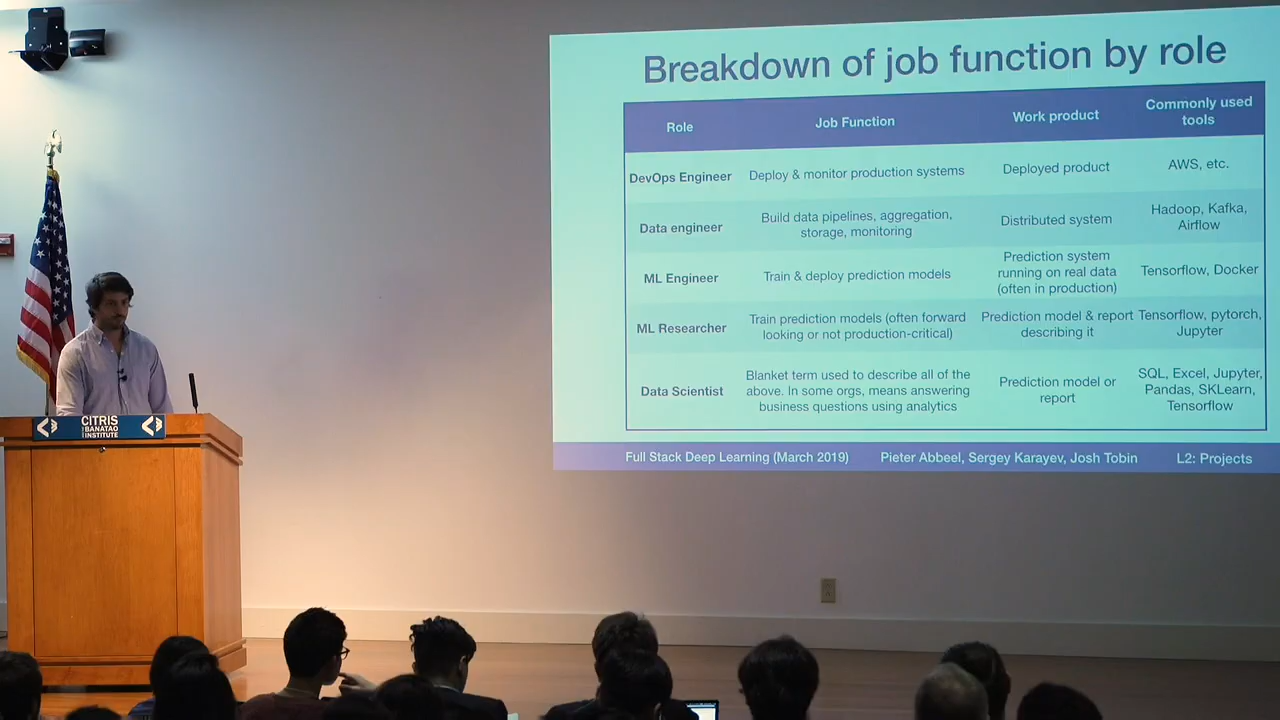 Breakdown of job function by role
Role
Job Function
Work product
Commonly used
tools
DevOps Engineer
Deploy & monitor production systems
Deployed product
AWS, etc.
Data engineer
Build data pipelines, aggregation,
storage, monitoring
Distributed system
Hadoop, Kafka,
Airflow
ML Engineer
Train & deploy prediction models
Prediction system
running on real data
(often in production)
Tensorflow, Docker
ML Researcher
Train prediction models (often forward
looking or not production-critical)
Prediction model & report
describing it
Tensorflow, pytorch,
Jupyter
Data Scientist
Blanket term used to describe all of the
above. In some orgs, means answering
business questions using analytics
Prediction model or
report
SQL, Excel, Jupyter,
Pandas, SKLearn,
Tensorflow
Full Stack Deep Learning (March 2019)
Pieter Abbeel, Sergey Karayev, Josh Tobin
L2: Projects
CITRIS
BANATAO
INSTITUTE